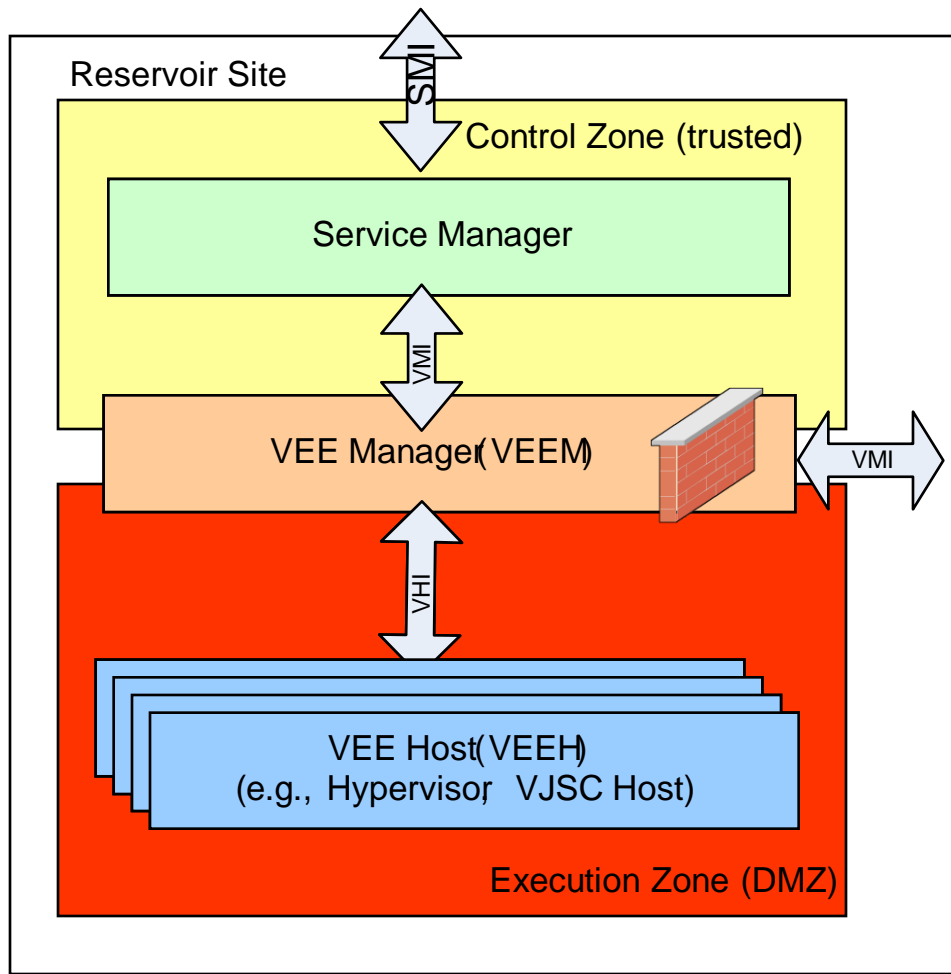 SMI
Reservoir Site
Control Zone (trusted)
Service Manager
VMI
VEE Manager(VEEM)
VMI
VHI
VEE Host(VEEH)
(e.g., Hypervisor, VJSC Host)
Execution Zone (DMZ)